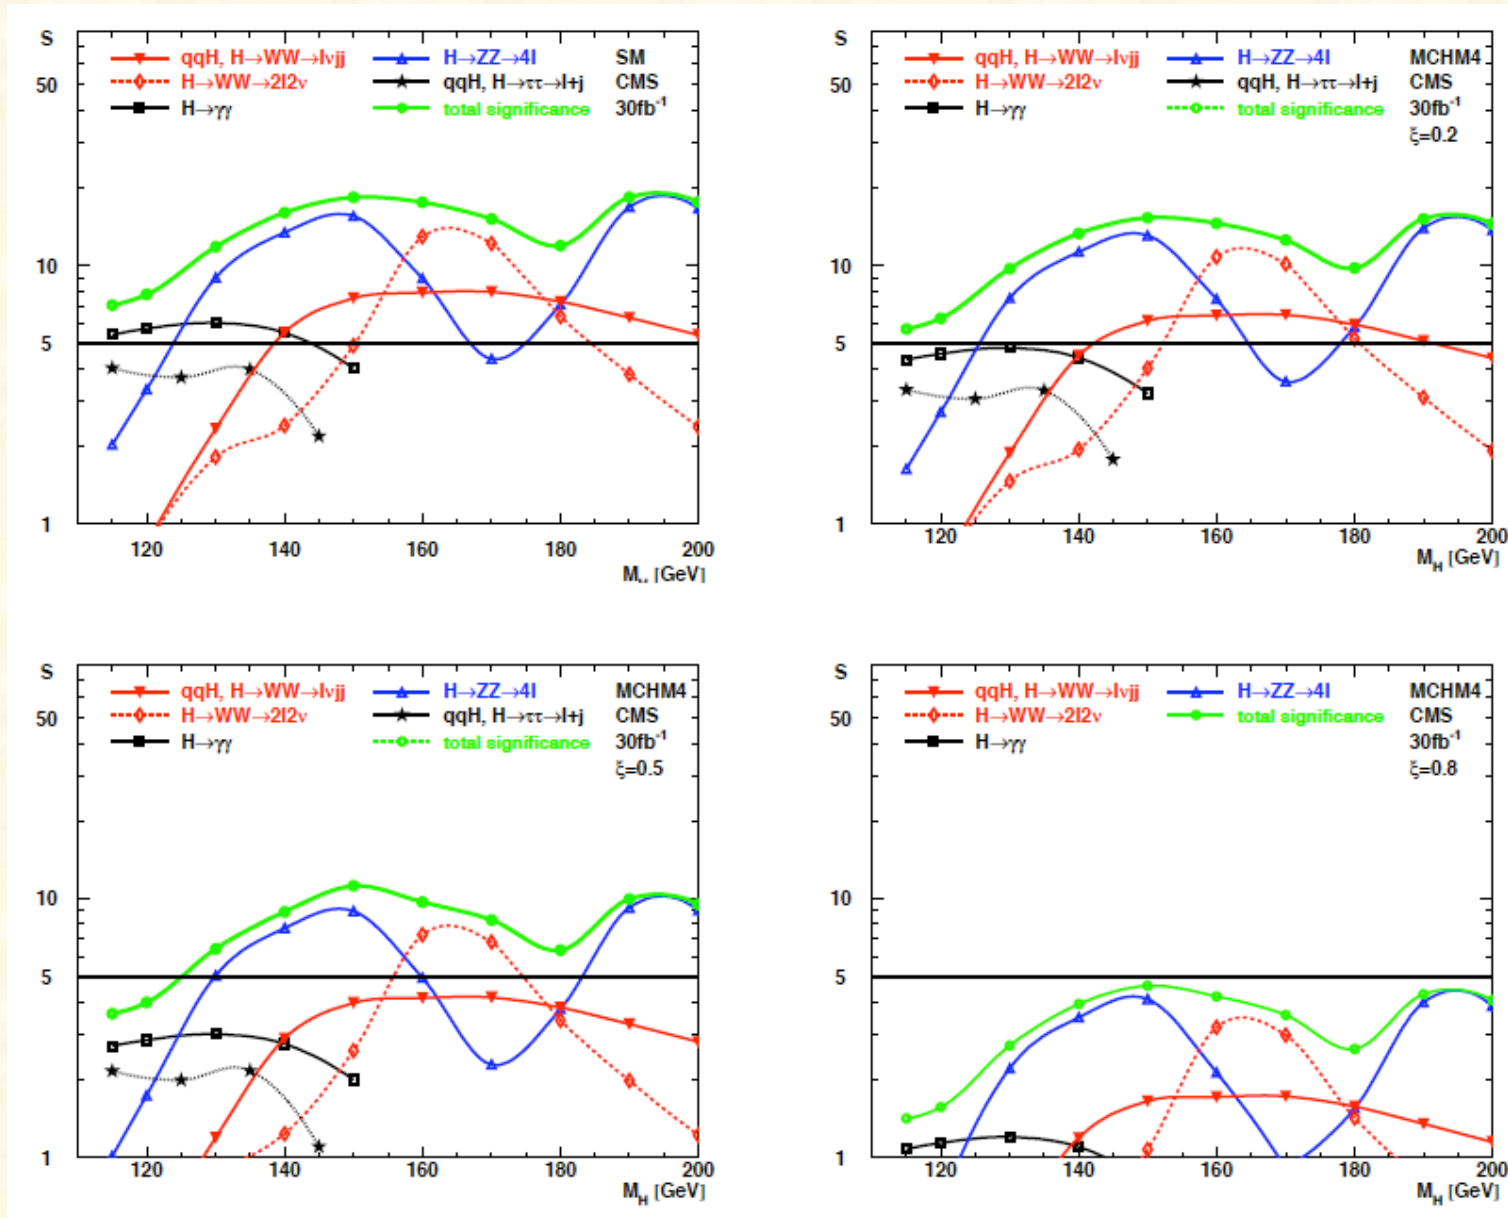 S
qqH, H→WW→lνjj H→ZZ→4l SM
H→WW→2l2ν qqH, H→ττ→l+j CMS
H→γγ total significance 30fb⁻¹
50
10
5
1
120 140 160 180 200
[GeV]
S
qqH, H→WW→lνjj H→ZZ→4l MCHM4
H→WW→2l2ν qqH, H→ττ→l+j CMS
H→γγ total significance 30fb⁻¹
ξ=0.2
50
10
5
1
120 140 160 180 200
M_H [GeV]
S
qqH, H→WW→lνjj H→ZZ→4l MCHM4
H→WW→2l2ν qqH, H→ττ→l+j CMS
H→γγ total significance 30fb⁻¹
ξ=0.5
50
10
5
1
120 140 160 180 200
M_H [GeV]
S
qqH, H→WW→lνjj H→ZZ→4l MCHM4
H→WW→2l2ν total significance CMS
H→γγ 30fb⁻¹
ξ=0.8
50
10
5
1
120 140 160 180 200
M_H [GeV]